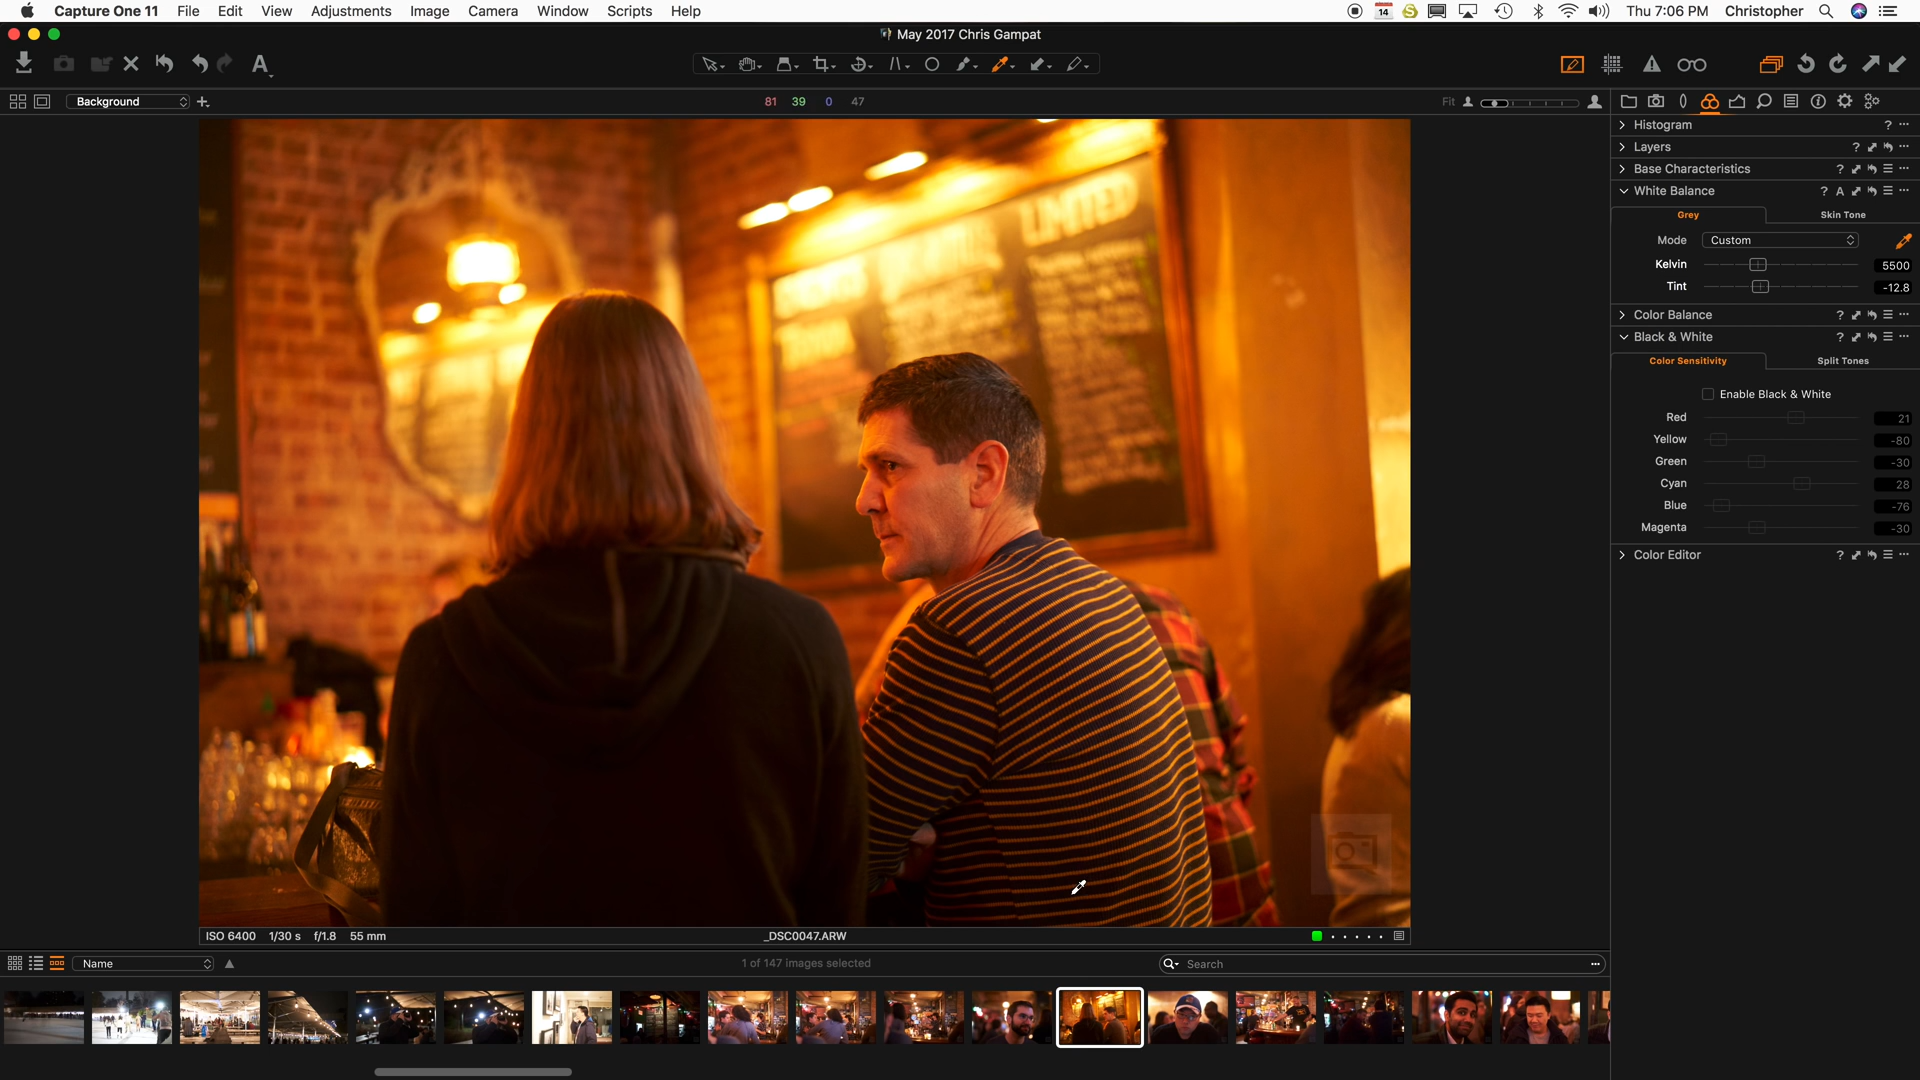 Capture One 11 File Edit View Adjustments Image Camera Window Scripts Help 14 S Thu 7:06 PM Christopher
May 2017 Chris Gampat
A
Background 81 39 0 47 Fit
Histogram ?
Layers ?
Base Characteristics ?
White Balance ? A
Grey Skin Tone
Mode Custom
Kelvin 5500
Tint -12.8
Color Balance ?
Black & White ?
Color Sensitivity Split Tones
Enable Black & White
Red 21
Yellow -80
Green -30
Cyan 28
Blue -76
Magenta -30
Color Editor ?
LIMITED
ISO 6400 1/30 s f/1.8 55 mm _DSC0047.ARW
Name 1 of 147 images selected Search